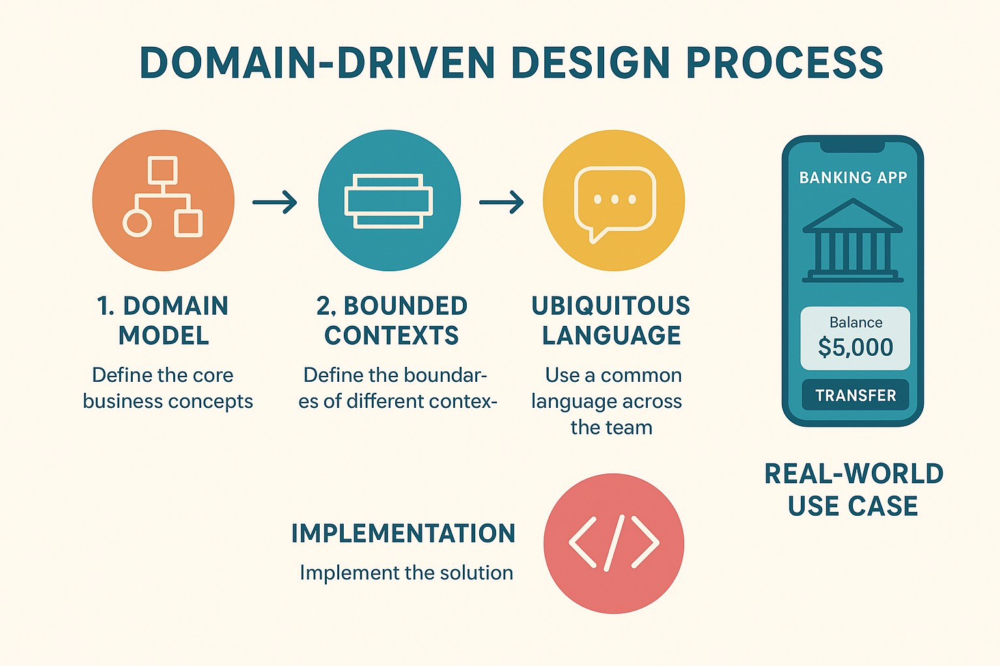 DOMAIN-DRIVEN DESIGN PROCESS
1. DOMAIN
MODEL
Define the core
business concepts
2, BOUNDED
CONTEXTS
Define the boundar-
es of different contex-
UBIQUITOUS
LANGUAGE
Use a common
language across
the team
IMPLEMENTATION
Implement the solution
BANKING APP
Balance
$5,000
TRANSFER
REAL-WORLD
USE CASE